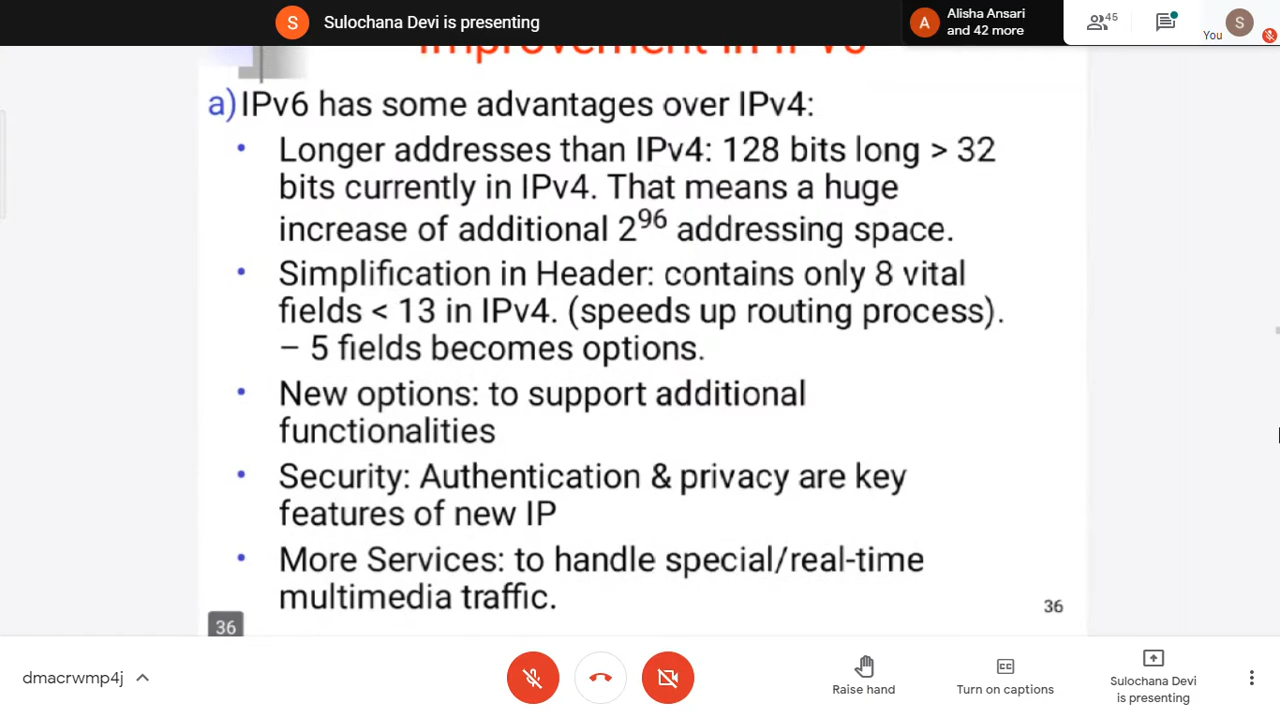 S Sulochana Devi is presenting
A Alisha Ansari
and 42 more
45
You
S
Improvement in IPv6
a) IPv6 has some advantages over IPv4:
• Longer addresses than IPv4: 128 bits long > 32
bits currently in IPv4. That means a huge
increase of additional 2⁹⁶ addressing space.
• Simplification in Header: contains only 8 vital
fields < 13 in IPv4. (speeds up routing process).
– 5 fields becomes options.
• New options: to support additional
functionalities
• Security: Authentication & privacy are key
features of new IP
• More Services: to handle special/real-time
multimedia traffic.
36
36
dmacrwmp4j
Raise hand
CC
Turn on captions
Sulochana Devi
is presenting